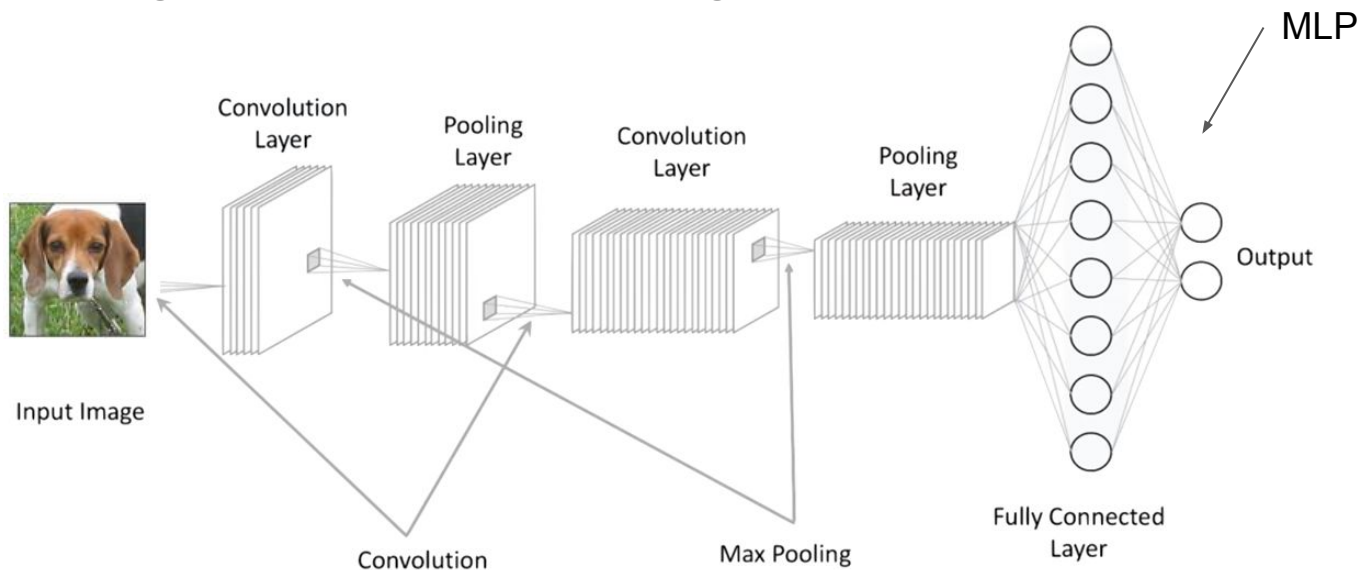 MLP
Convolution
Layer
Pooling
Layer
Convolution
Layer
Pooling
Layer
Output
Input Image
Convolution
Max Pooling
Fully Connected
Layer